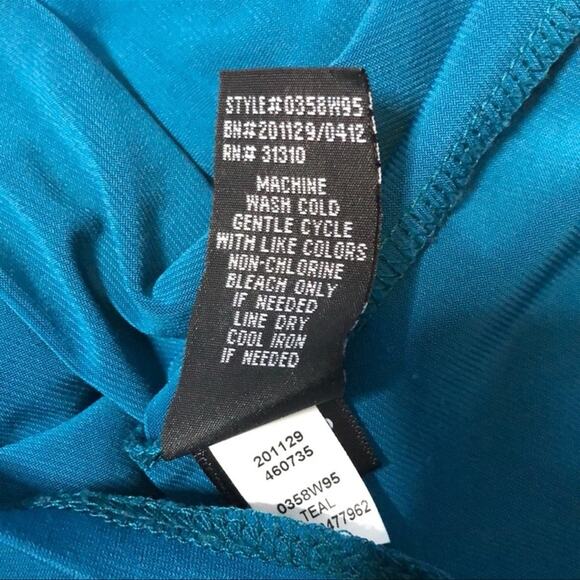 STYLE#0358W95
BN#201129/0412
RN# 31310
MACHINE
WASH COLD
GENTLE CYCLE
WITH LIKE COLORS
NON-CHLORINE
BLEACH ONLY
IF NEEDED
LINE DRY
COOL IRON
IF NEEDED
201129
460735
0358W95
TEAL
477962